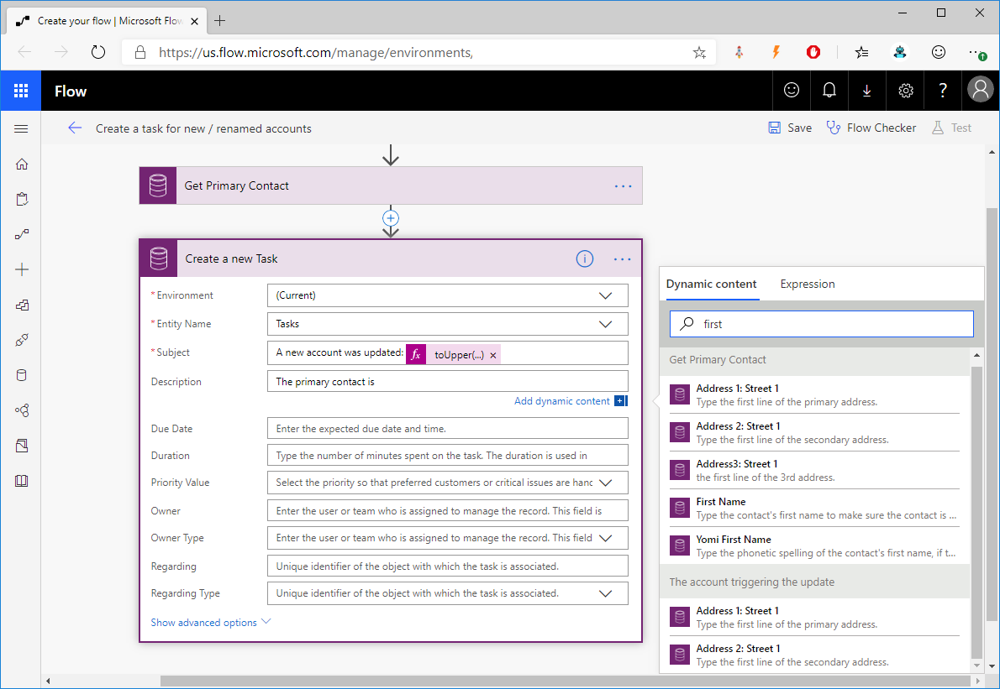 Create your flow | Microsoft Flow
https://us.flow.microsoft.com/manage/environments,
Flow
?
Create a task for new / renamed accounts
Save
Flow Checker
Test
Get Primary Contact
Create a new Task
* Environment
(Current)
* Entity Name
Tasks
* Subject
A new account was updated: fx toUpper(...) ×
Description
The primary contact is
Add dynamic content
Due Date
Enter the expected due date and time.
Duration
Type the number of minutes spent on the task. The duration is used in
Priority Value
Select the priority so that preferred customers or critical issues are hanc
Owner
Enter the user or team who is assigned to manage the record. This field is
Owner Type
Enter the user or team who is assigned to manage the record. This field
Regarding
Unique identifier of the object with which the task is associated.
Regarding Type
Unique identifier of the object with which the task is associated.
Show advanced options
Dynamic content
Expression
first
Get Primary Contact
Address 1: Street 1
Type the first line of the primary address.
Address 2: Street 1
Type the first line of the secondary address.
Address3: Street 1
the first line of the 3rd address.
First Name
Type the contact's first name to make sure the contact is ...
Yomi First Name
Type the phonetic spelling of the contact's first name, if t...
The account triggering the update
Address 1: Street 1
Type the first line of the primary address.
Address 2: Street 1
Type the first line of the secondary address.